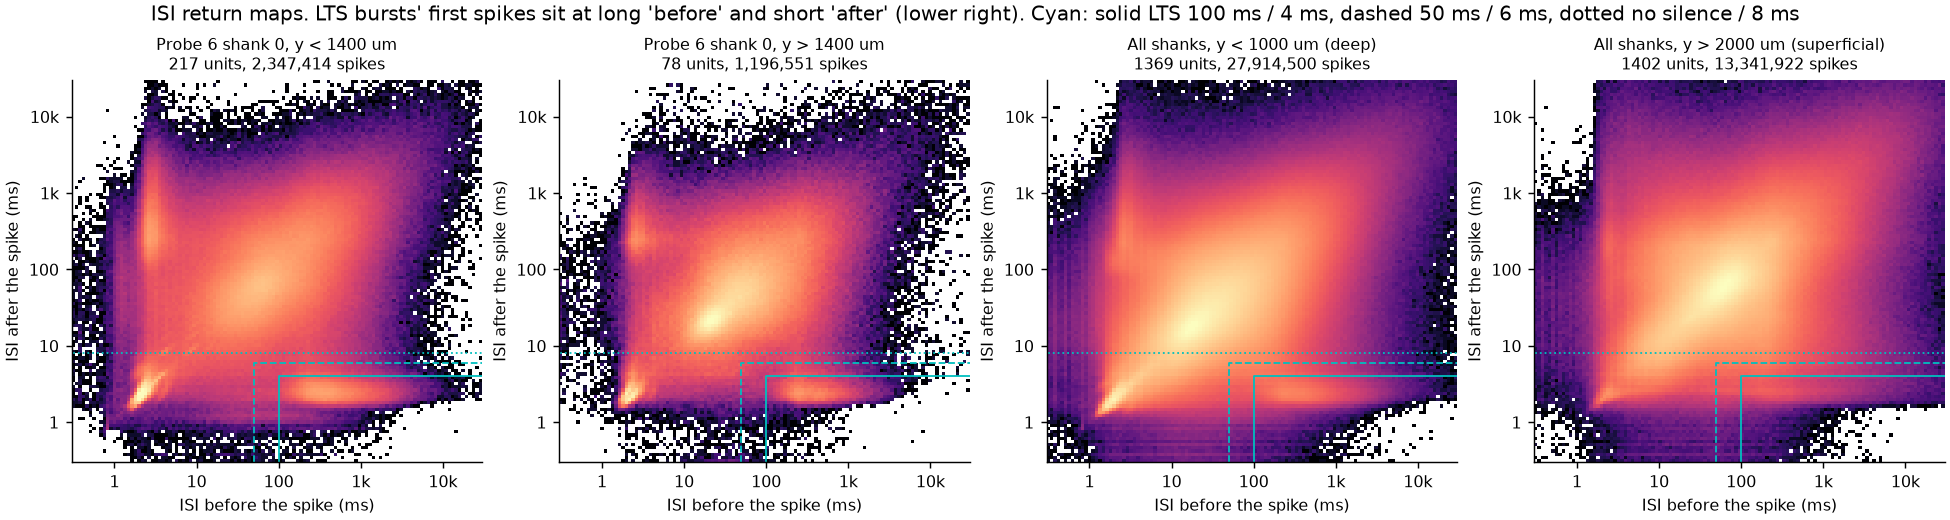 ISI return maps. LTS bursts' first spikes sit at long 'before' and short 'after' (lower right). Cyan: solid LTS 100 ms / 4 ms, dashed 50 ms / 6 ms, dotted no silence / 8 ms
Probe 6 shank 0, y < 1400 um
217 units, 2,347,414 spikes
ISI after the spike (ms)
10k
1k
100
10
1
1
10
100
1k
10k
ISI before the spike (ms)
Probe 6 shank 0, y > 1400 um
78 units, 1,196,551 spikes
ISI after the spike (ms)
10k
1k
100
10
1
1
10
100
1k
10k
ISI before the spike (ms)
All shanks, y < 1000 um (deep)
1369 units, 27,914,500 spikes
ISI after the spike (ms)
10k
1k
100
10
1
1
10
100
1k
10k
ISI before the spike (ms)
All shanks, y > 2000 um (superficial)
1402 units, 13,341,922 spikes
ISI after the spike (ms)
10k
1k
100
10
1
1
10
100
1k
10k
ISI before the spike (ms)